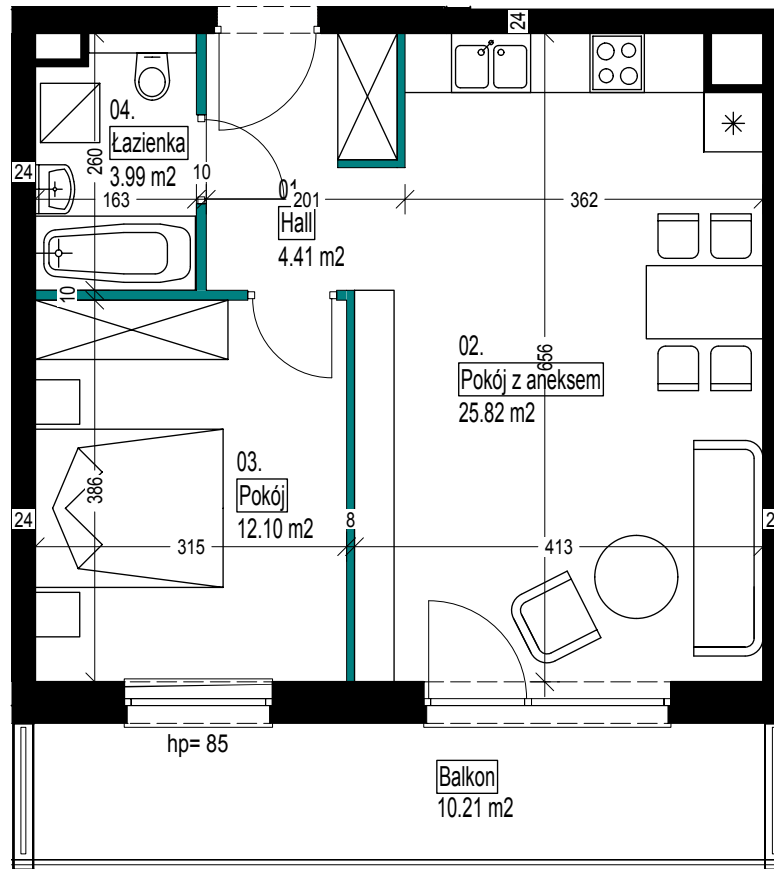 24
04.
Łazienka
3.99 m2
24
260
163
10
01.
201
Hall
4.41 m2
362
10
02.
656
Pokój z aneksem
25.82 m2
03.
Pokój
12.10 m2
386
24
8
315
413
hp= 85
Balkon
10.21 m2